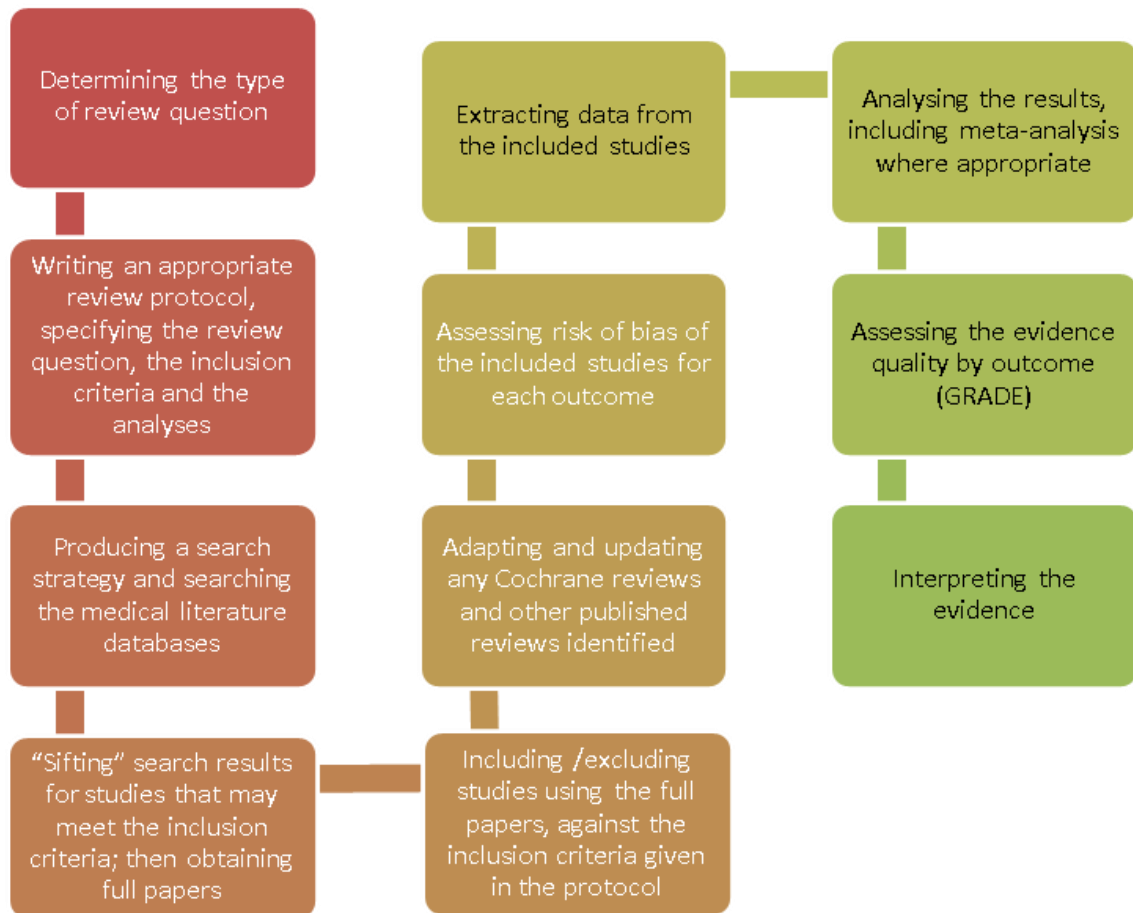 Determining the type
of review question
Writing an appropriate
review protocol,
specifying the review
question, the inclusion
criteria and the
analyses
Producing a search
strategy and searching
the medical literature
databases
“Sifting” search results
for studies that may
meet the inclusion
criteria; then obtaining
full papers
Including /excluding
studies using the full
papers, against the
inclusion criteria given
in the protocol
Adapting and updating
any Cochrane reviews
and other published
reviews identified
Assessing risk of bias of
the included studies for
each outcome
Extracting data from
the included studies
Analysing the results,
including meta-analysis
where appropriate
Assessing the evidence
quality by outcome
(GRADE)
Interpreting the
evidence